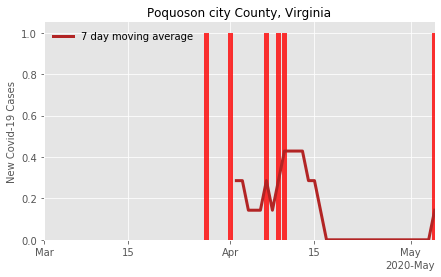 Poquoson city County, Virginia
7 day moving average
New Covid-19 Cases
1.0
0.8
0.6
0.4
0.2
0.0
Mar
15
Apr
15
May
2020-May